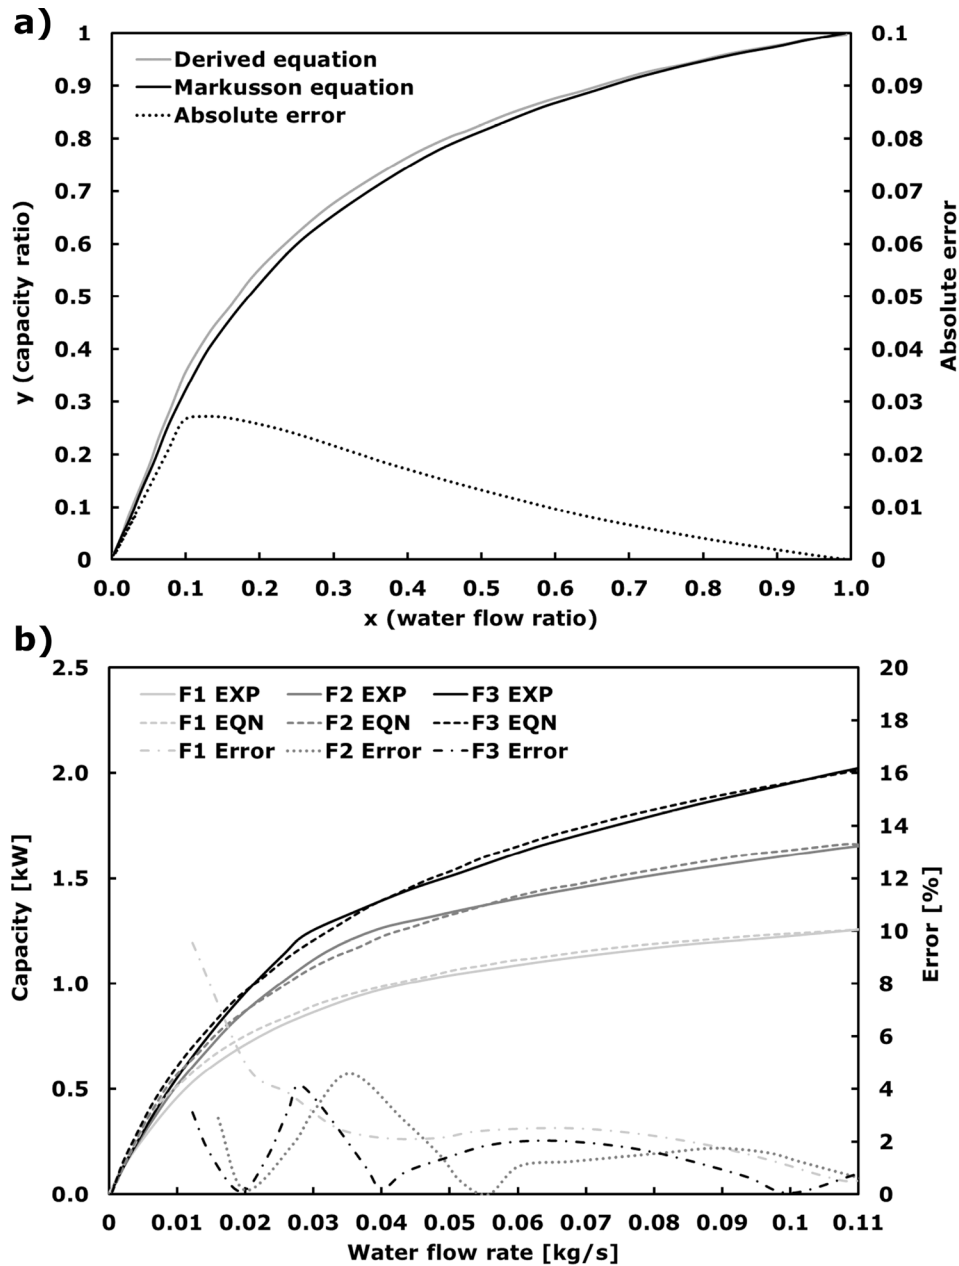 a)
Derived equation
Markusson equation
Absolute error
1
0.9
0.8
0.7
0.6
0.5
0.4
0.3
0.2
0.1
0
y (capacity ratio)
0.1
0.09
0.08
0.07
0.06
0.05
0.04
0.03
0.02
0.01
0
Absolute error
0.0 0.1 0.2 0.3 0.4 0.5 0.6 0.7 0.8 0.9 1.0
x (water flow ratio)
b)
F1 EXP F2 EXP F3 EXP
F1 EQN F2 EQN F3 EQN
F1 Error F2 Error F3 Error
2.5
2.0
1.5
1.0
0.5
0.0
Capacity [kW]
20
18
16
14
12
10
8
6
4
2
0
Error [%]
0 0.01 0.02 0.03 0.04 0.05 0.06 0.07 0.08 0.09 0.1 0.11
Water flow rate [kg/s]